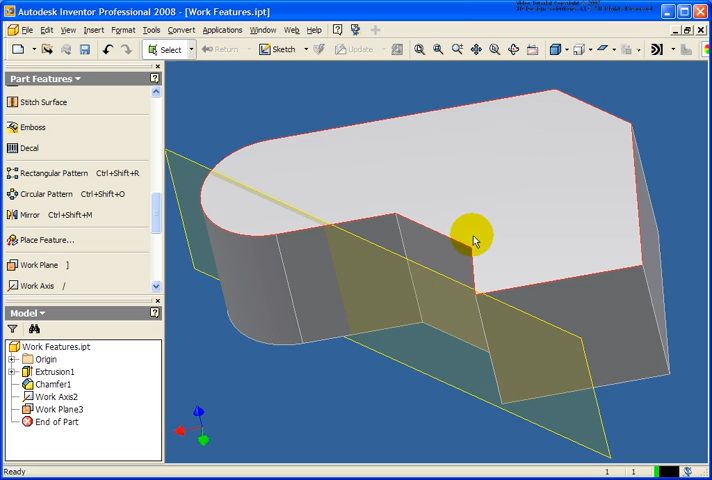 Autodesk Inventor Professional 2008 - [Work Features.ipt]
File Edit View Insert Format Tools Convert Applications Window Web Help
Select Return Sketch Update
Part Features
Stitch Surface
Emboss
Decal
Rectangular Pattern Ctrl+Shift+R
Circular Pattern Ctrl+Shift+O
Mirror Ctrl+Shift+M
Place Feature...
Work Plane ]
Work Axis /
Model
Work Features.ipt
Origin
Extrusion1
Chamfer1
Work Axis2
Work Plane3
End of Part
Ready 1 1